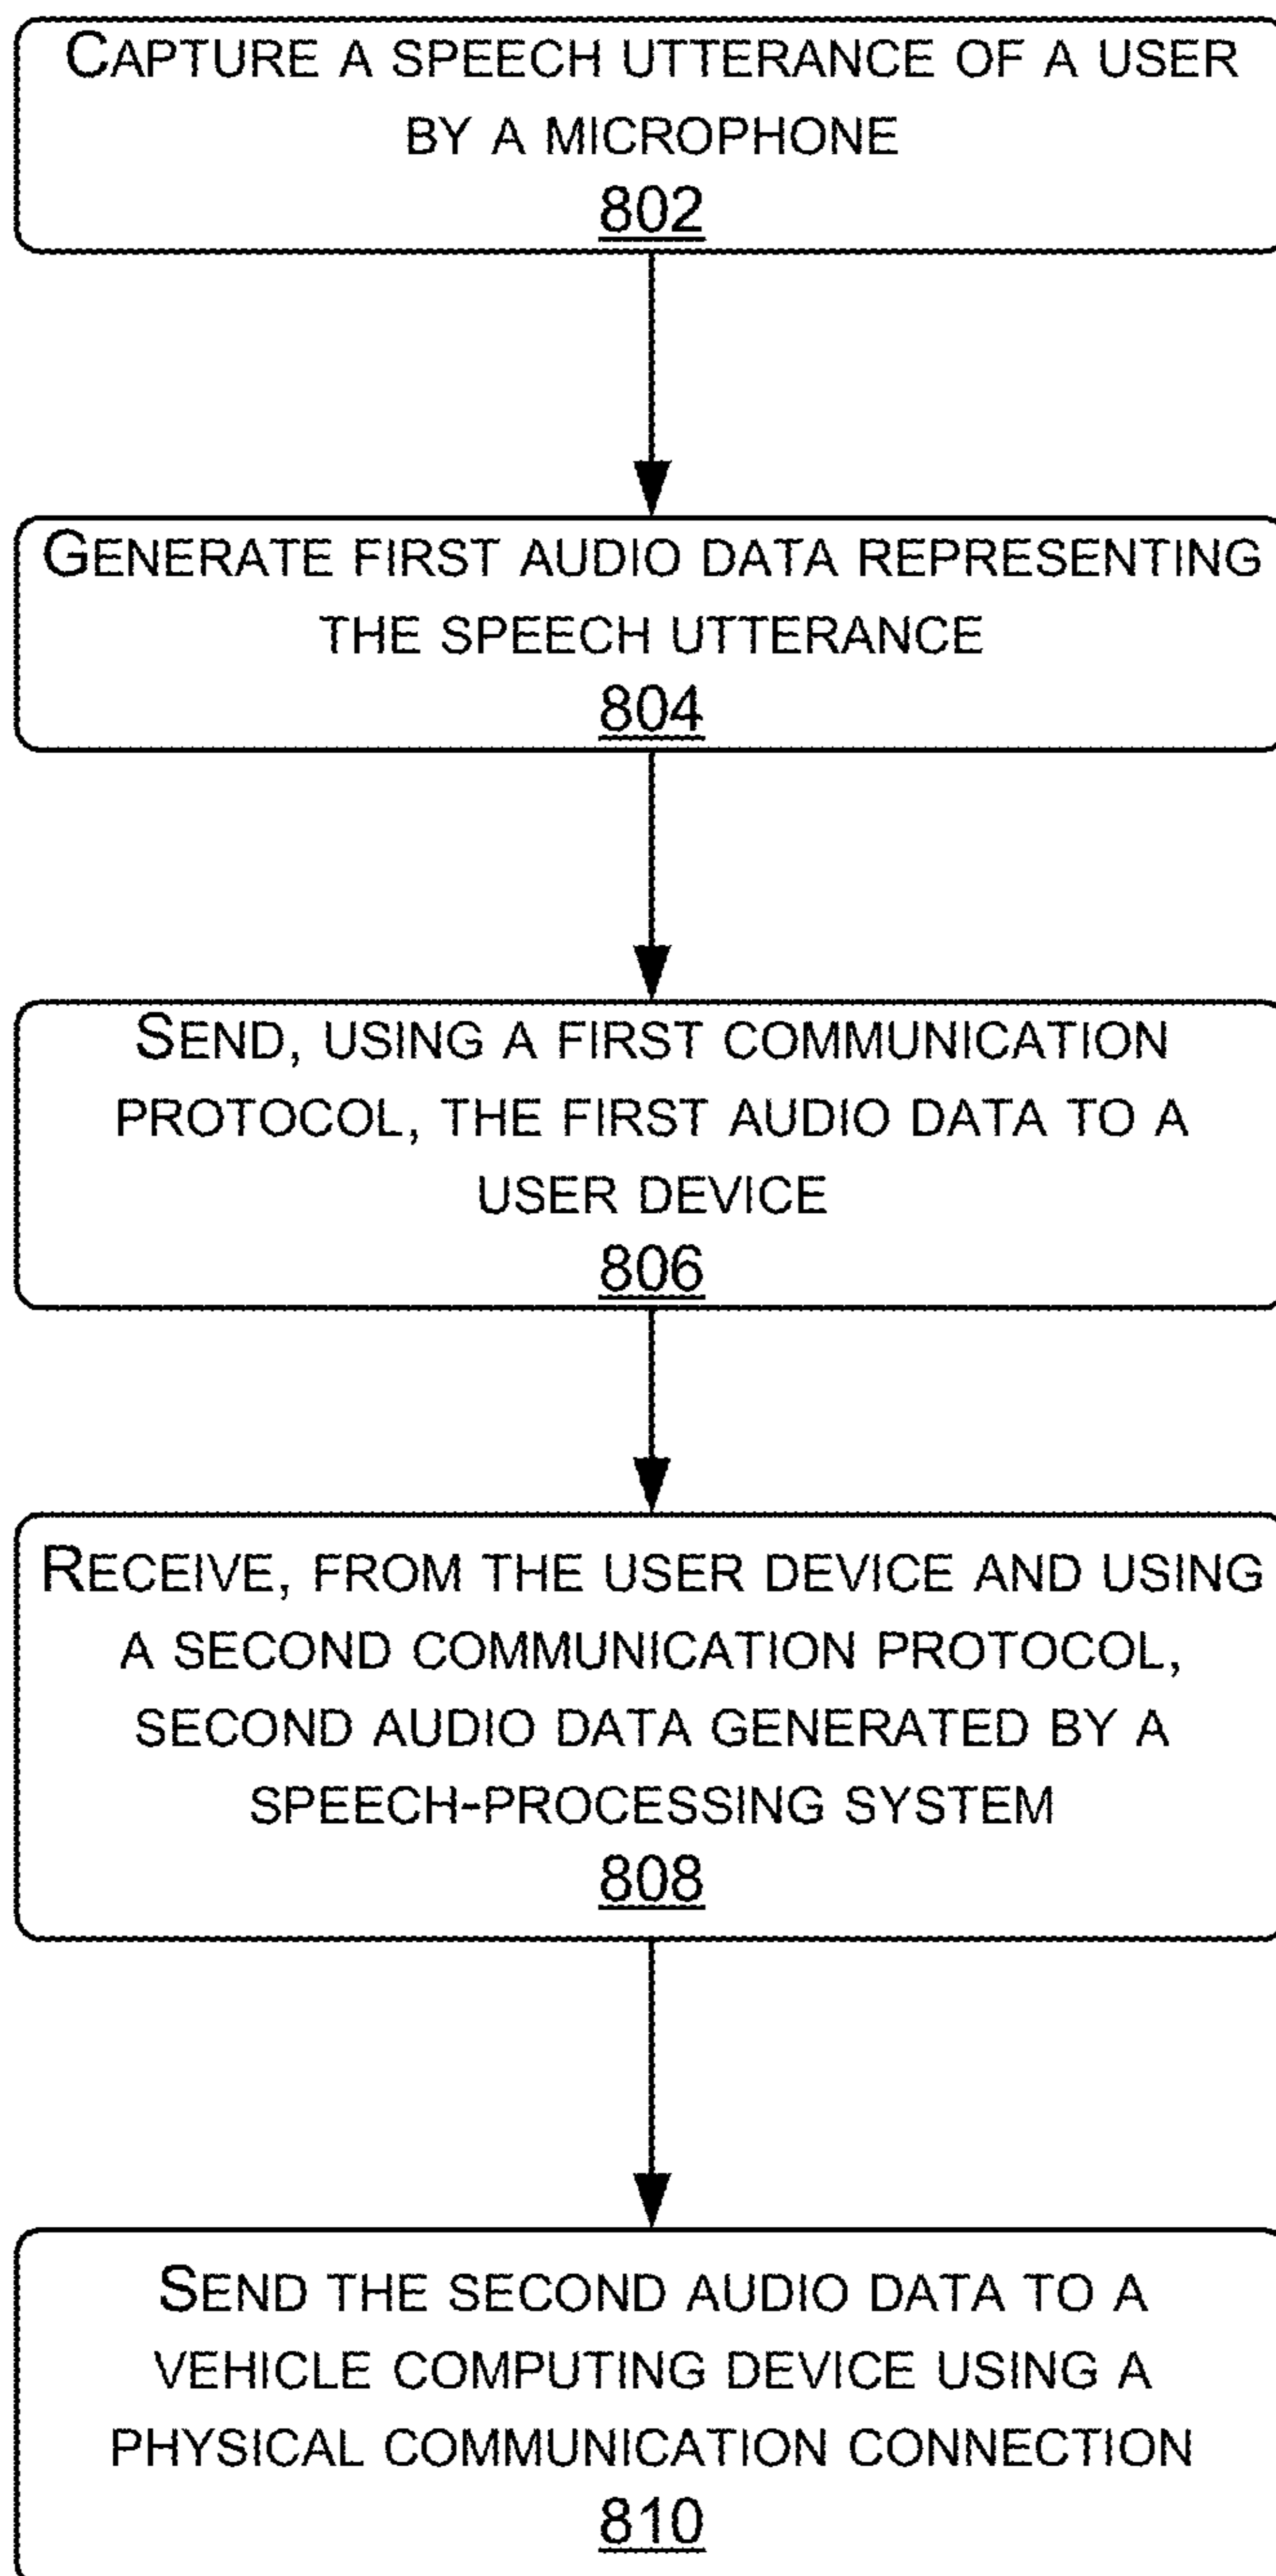 CAPTURE A SPEECH UTTERANCE OF A USER
BY A MICROPHONE
802
GENERATE FIRST AUDIO DATA REPRESENTING
THE SPEECH UTTERANCE
804
SEND, USING A FIRST COMMUNICATION
PROTOCOL, THE FIRST AUDIO DATA TO A
USER DEVICE
806
RECEIVE, FROM THE USER DEVICE AND USING
A SECOND COMMUNICATION PROTOCOL,
SECOND AUDIO DATA GENERATED BY A
SPEECH-PROCESSING SYSTEM
808
SEND THE SECOND AUDIO DATA TO A
VEHICLE COMPUTING DEVICE USING A
PHYSICAL COMMUNICATION CONNECTION
810